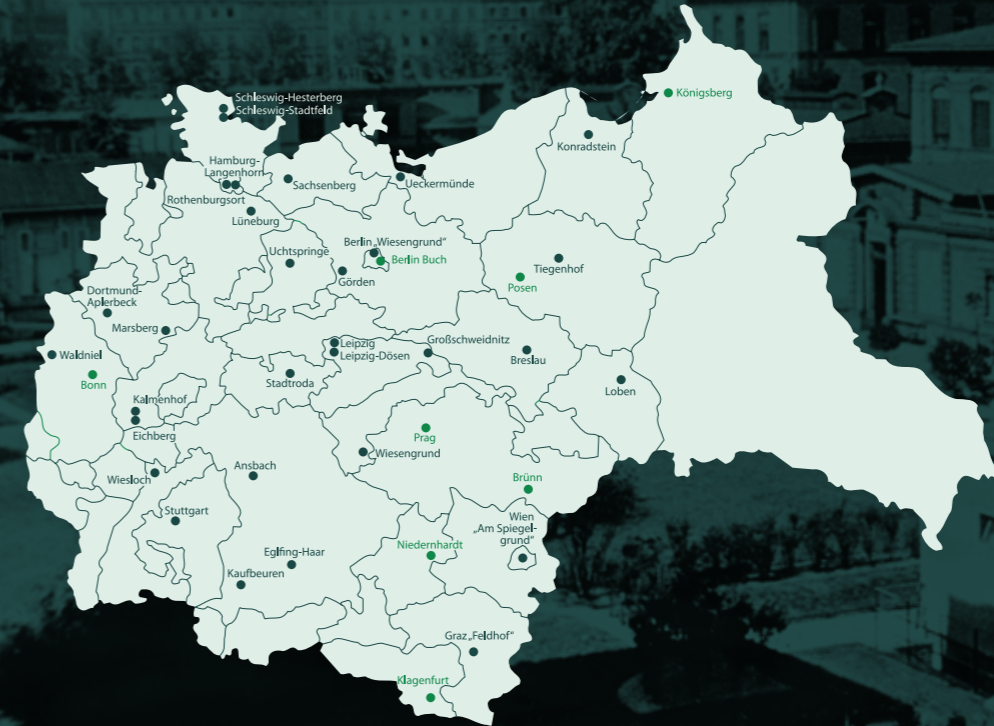 Königsberg
Schleswig-Hesterberg
Schleswig-Stadtfeld
Konradstein
Hamburg-
Langenhorn
Rothenburgsort
Sachsenberg
Ueckermünde
Lüneburg
Uchtspringe
Berlin „Wiesengrund“
Berlin Buch
Görden
Tiegenhof
Posen
Dortmund-
Aplerbeck
Marsberg
Waldniel
Bonn
Leipzig
Leipzig-Dösen
Großschweidnitz
Breslau
Stadtroda
Loben
Kalmenhof
Eichberg
Prag
Wiesengrund
Ansbach
Wiesloch
Brünn
Stuttgart
Wien
„Am Spiegel-
grund“
Niedernhardt
Eglfing-Haar
Kaufbeuren
Graz „Feldhof“
Klagenfurt